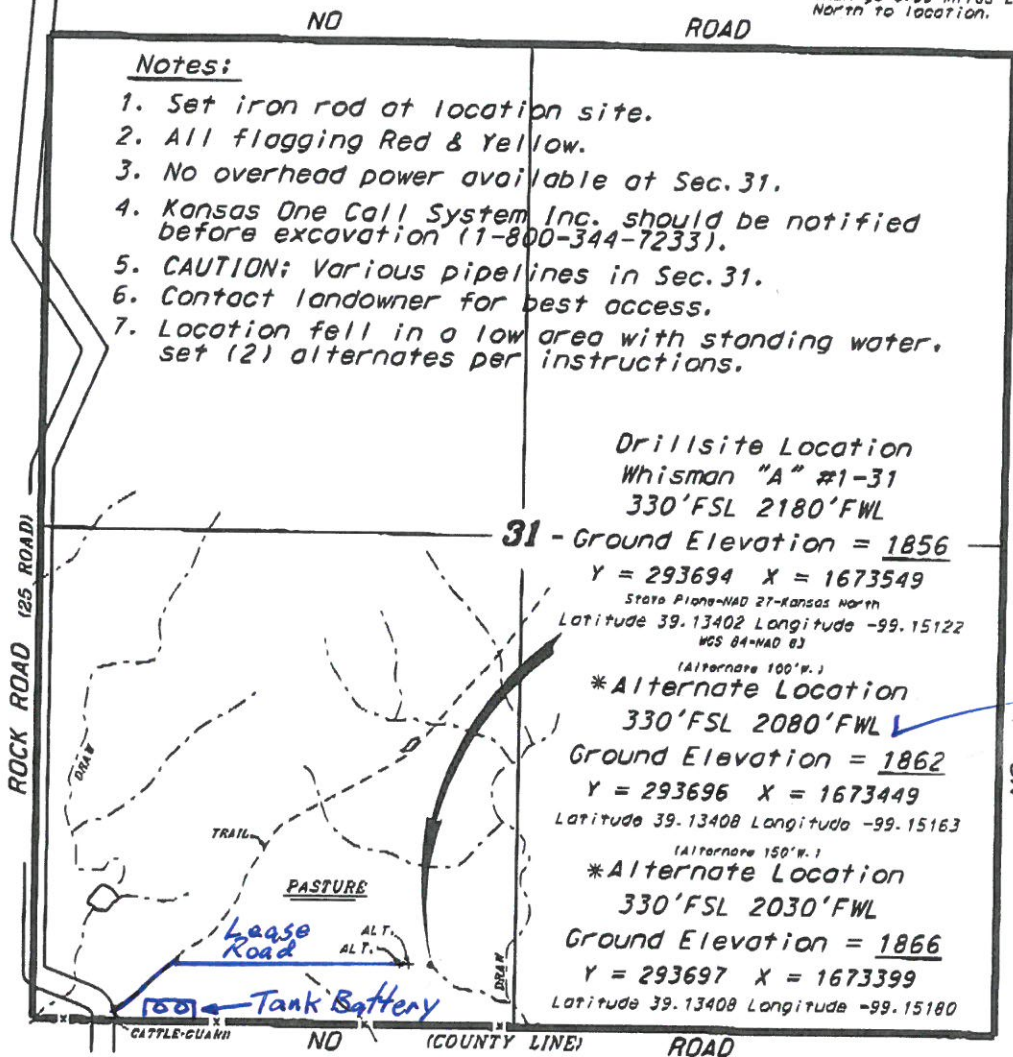 North to location.
NO ROAD
Notes:
1. Set iron rod at location site.
2. All flagging Red & Yellow.
3. No overhead power available at Sec.31.
4. Kansas One Call System Inc. should be notified
before excavation (1-800-344-7233).
5. CAUTION: Various pipelines in Sec.31.
6. Contact landowner for best access.
7. Location fell in a low area with standing water,
set (2) alternates per instructions.
Drillsite Location
Whisman "A" #1-31
330'FSL 2180'FWL
31 - Ground Elevation = 1856
Y = 293694 X = 1673549
State Plane-NAD 27-Kansas North
Latitude 39.13402 Longitude -99.15122
WGS 84-NAD 83
(Alternate 100'W.)
*Alternate Location
330'FSL 2080'FWL
Ground Elevation = 1862
Y = 293696 X = 1673449
Latitude 39.13408 Longitude -99.15163
(Alternate 150'W.)
*Alternate Location
330'FSL 2030'FWL
Ground Elevation = 1866
Y = 293697 X = 1673399
Latitude 39.13408 Longitude -99.15180
ROCK ROAD (25 ROAD)
DRAW
TRAIL
PASTURE
Lease
Road
ALT.
ALT.
DRAW
Tank Battery
CATTLE-GUARD
NO (COUNTY LINE) ROAD
NO